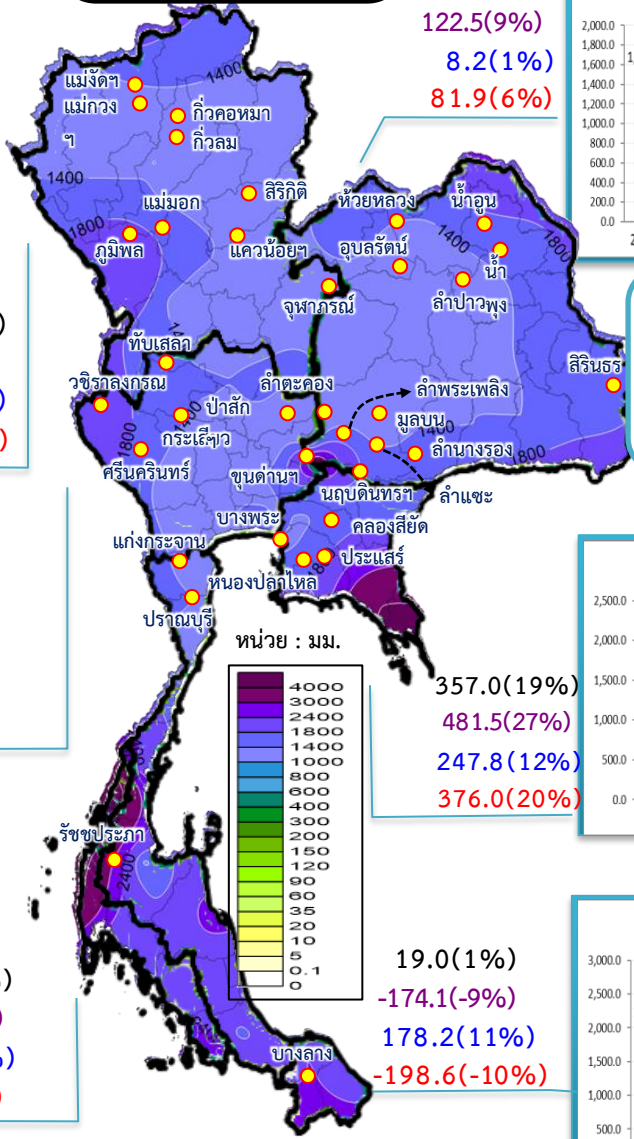 122.5(9%)
8.2(1%)
81.9(6%)
2,000.0
1,800.0
1,600.0
1,400.0
1,200.0
1,000.0
800.0
600.0
400.0
200.0
0.0
1400
แม่งัดฯ
แม่กวง
ฯ
กิ่วคอหมา
กิ่วลม
1400
สิริกิติ
แม่มอก
1800
ภูมิพล
แควน้อยฯ
ห้วยหลวง
น้ำอูน
1400
1800
อุบลรัตน์
น้ำ
พุง
ลำปาว
จุฬาภรณ์
ทับเสลา
สิรินธร
วชิราลงกรณ
ลำตะคอง
ลำพระเพลิง
ป่าสัก
1400
มูลบน
1800
กระเสียว
1400
ลำนางรอง
1800
ศรีนครินทร์
ขุนด่านฯ
นฤบดินทรฯ
ลำแซะ
บางพระ
คลองสียัด
แก่งกระจาน
ประแสร์
หนองปลาไหล
ปราณบุรี
หน่วย : มม.
4000
3000
2400
1800
1400
1000
800
600
400
300
200
150
120
90
60
35
20
10
5
0.1
0
357.0(19%)
481.5(27%)
247.8(12%)
376.0(20%)
2,500.0
2,000.0
1,500.0
1,000.0
500.0
0.0
รัชชประภา
2400
19.0(1%)
-174.1(-9%)
178.2(11%)
-198.6(-10%)
บางลาง
3,000.0
2,500.0
2,000.0
1,500.0
1,000.0
500.0